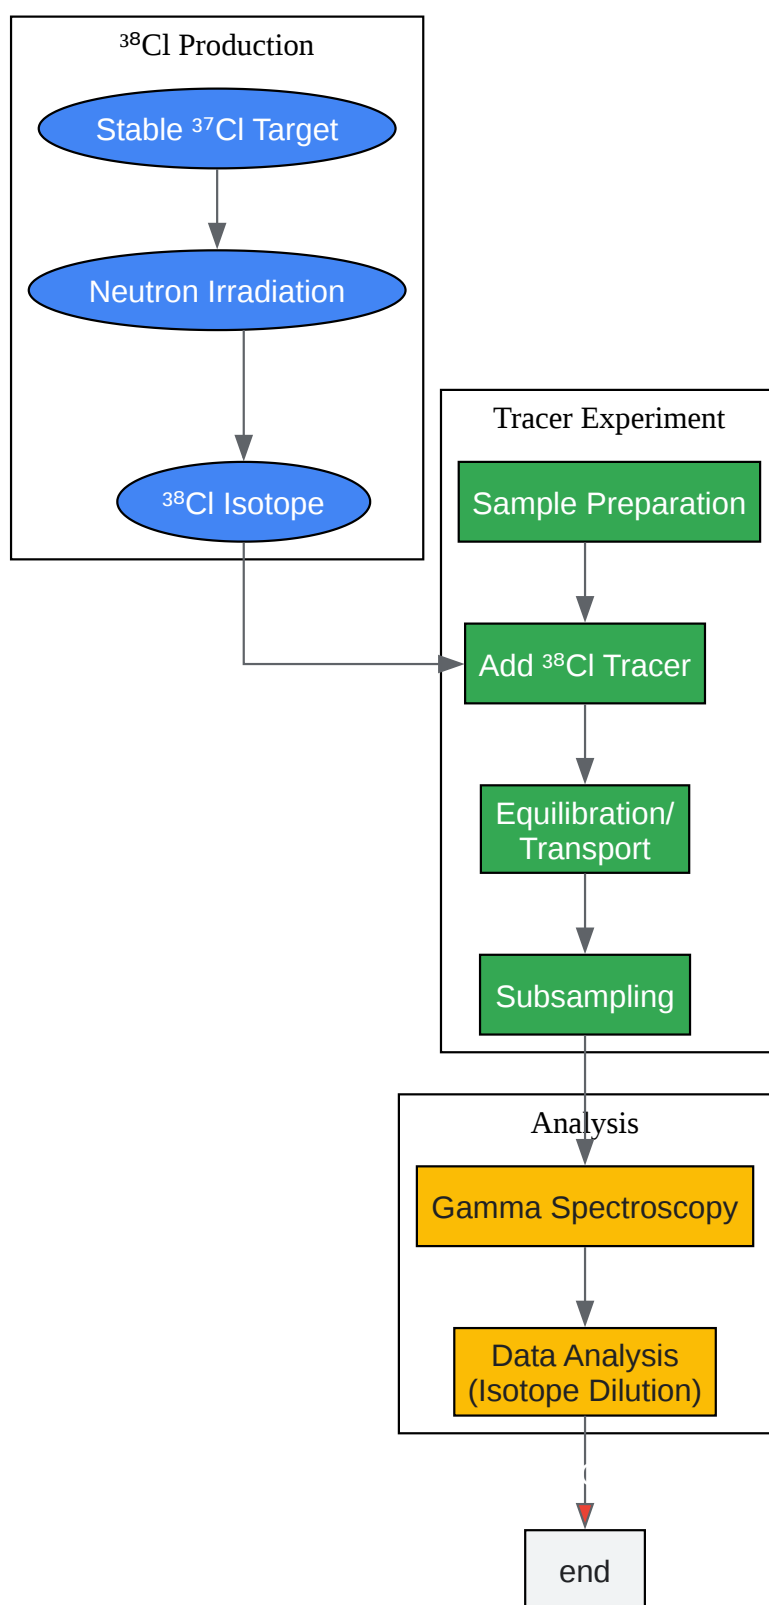 ³⁸Cl Production
Stable ³⁷Cl Target
Neutron Irradiation
³⁸Cl Isotope
Tracer Experiment
Sample Preparation
Add ³⁸Cl Tracer
Equilibration/
Transport
Subsampling
Analysis
Gamma Spectroscopy
Data Analysis
(Isotope Dilution)
end